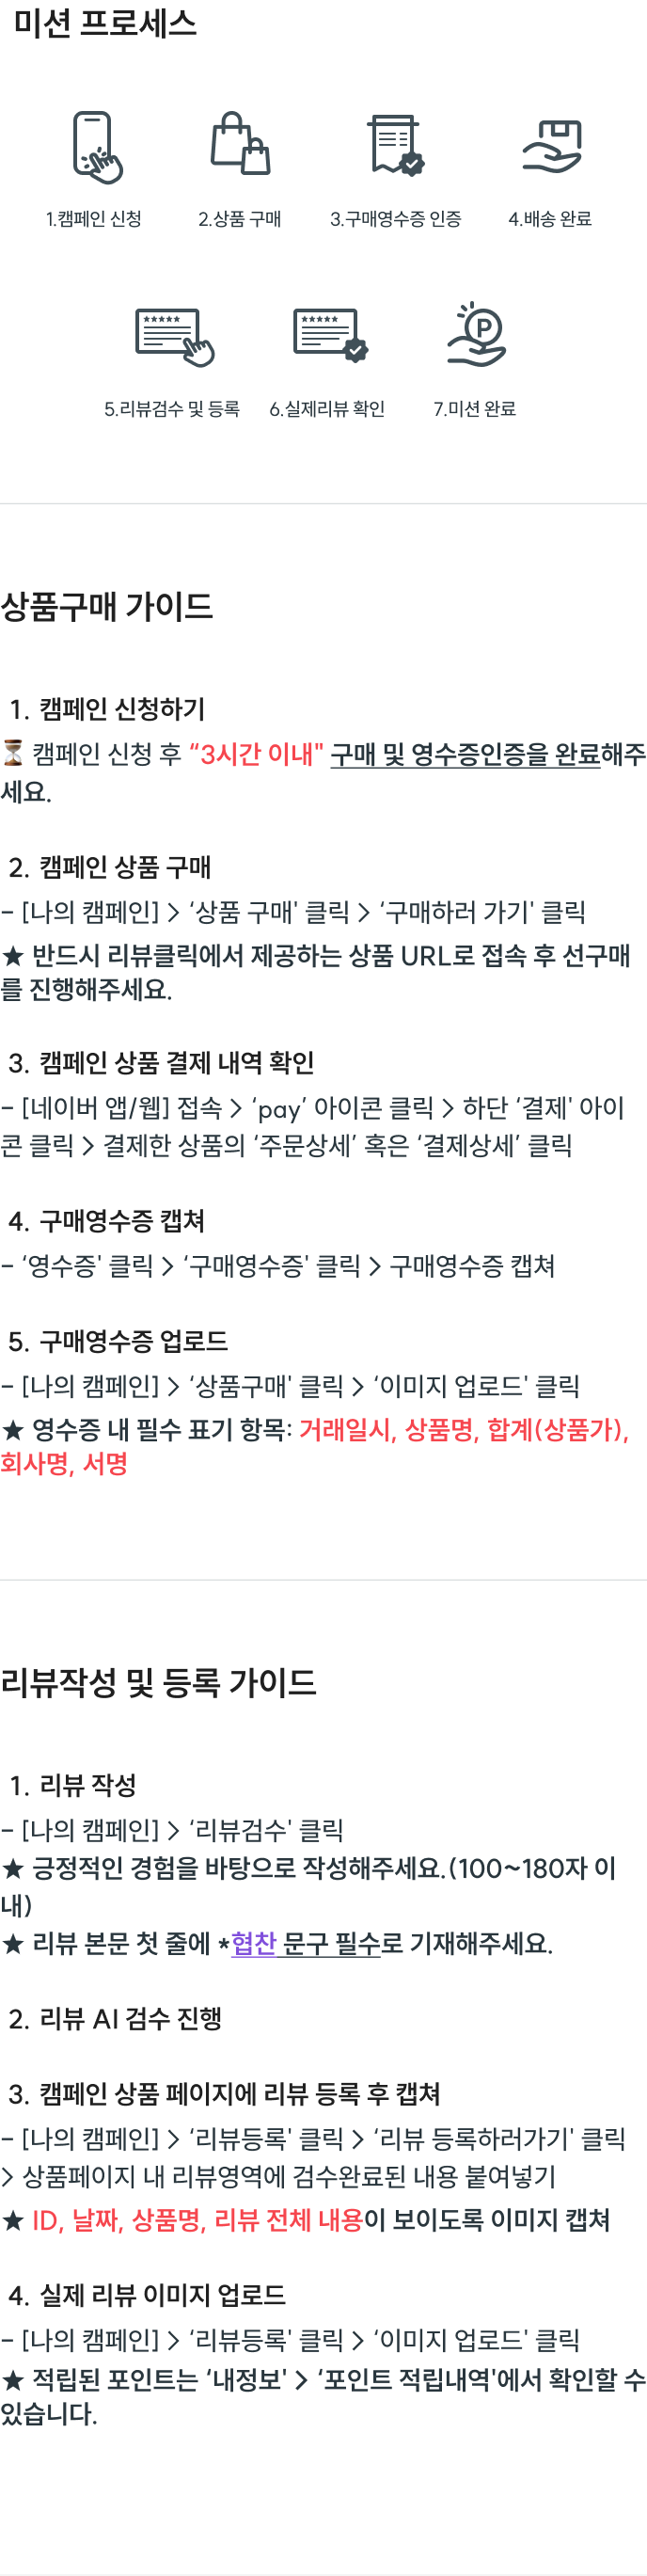 미션 프로세스
1.캠페인 신청
2.상품 구매
3.구매영수증 인증
4.배송 완료
P
5.리뷰검수 및 등록
6.실제리뷰 확인
7.미션 완료
상품구매 가이드
1. 캠페인 신청하기
⏳ 캠페인 신청 후 “3시간 이내" 구매 및 영수증인증을 완료해주
세요.
2. 캠페인 상품 구매
- [나의 캠페인] > ‘상품 구매' 클릭 > ‘구매하러 가기' 클릭
★ 반드시 리뷰클릭에서 제공하는 상품 URL로 접속 후 선구매
를 진행해주세요.
3. 캠페인 상품 결제 내역 확인
- [네이버 앱/웹] 접속 > ‘pay’ 아이콘 클릭 > 하단 ‘결제' 아이
콘 클릭 > 결제한 상품의 ‘주문상세’ 혹은 ‘결제상세’ 클릭
4. 구매영수증 캡쳐
- ‘영수증' 클릭 > ‘구매영수증' 클릭 > 구매영수증 캡쳐
5. 구매영수증 업로드
- [나의 캠페인] > ‘상품구매' 클릭 > ‘이미지 업로드' 클릭
★ 영수증 내 필수 표기 항목: 거래일시, 상품명, 합계(상품가),
회사명, 서명
리뷰작성 및 등록 가이드
1. 리뷰 작성
- [나의 캠페인] > ‘리뷰검수' 클릭
★ 긍정적인 경험을 바탕으로 작성해주세요.(100~180자 이
내)
★ 리뷰 본문 첫 줄에 *협찬 문구 필수로 기재해주세요.
2. 리뷰 AI 검수 진행
3. 캠페인 상품 페이지에 리뷰 등록 후 캡쳐
- [나의 캠페인] > ‘리뷰등록' 클릭 > ‘리뷰 등록하러가기' 클릭
> 상품페이지 내 리뷰영역에 검수완료된 내용 붙여넣기
★ ID, 날짜, 상품명, 리뷰 전체 내용이 보이도록 이미지 캡쳐
4. 실제 리뷰 이미지 업로드
- [나의 캠페인] > ‘리뷰등록' 클릭 > ‘이미지 업로드' 클릭
★ 적립된 포인트는 ‘내정보' > ‘포인트 적립내역'에서 확인할 수
있습니다.